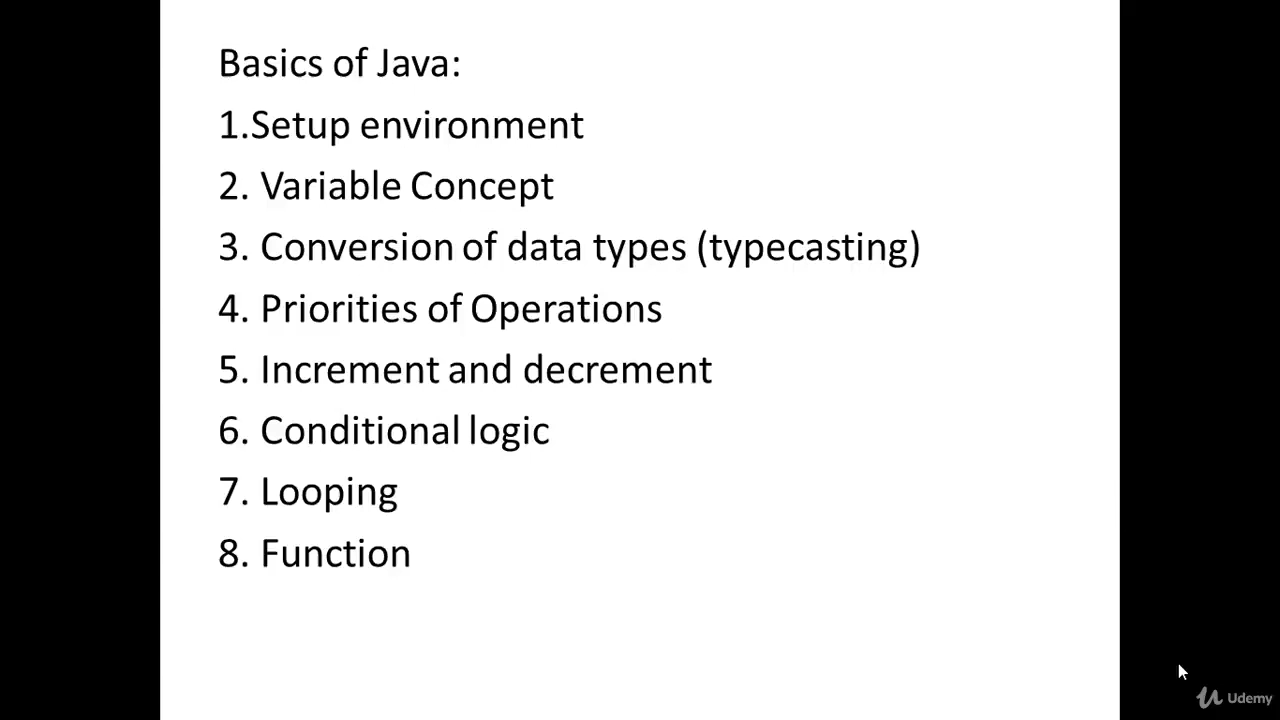 Basics of Java:
1.Setup environment
2. Variable Concept
3. Conversion of data types (typecasting)
4. Priorities of Operations
5. Increment and decrement
6. Conditional logic
7. Looping
8. Function
Udemy